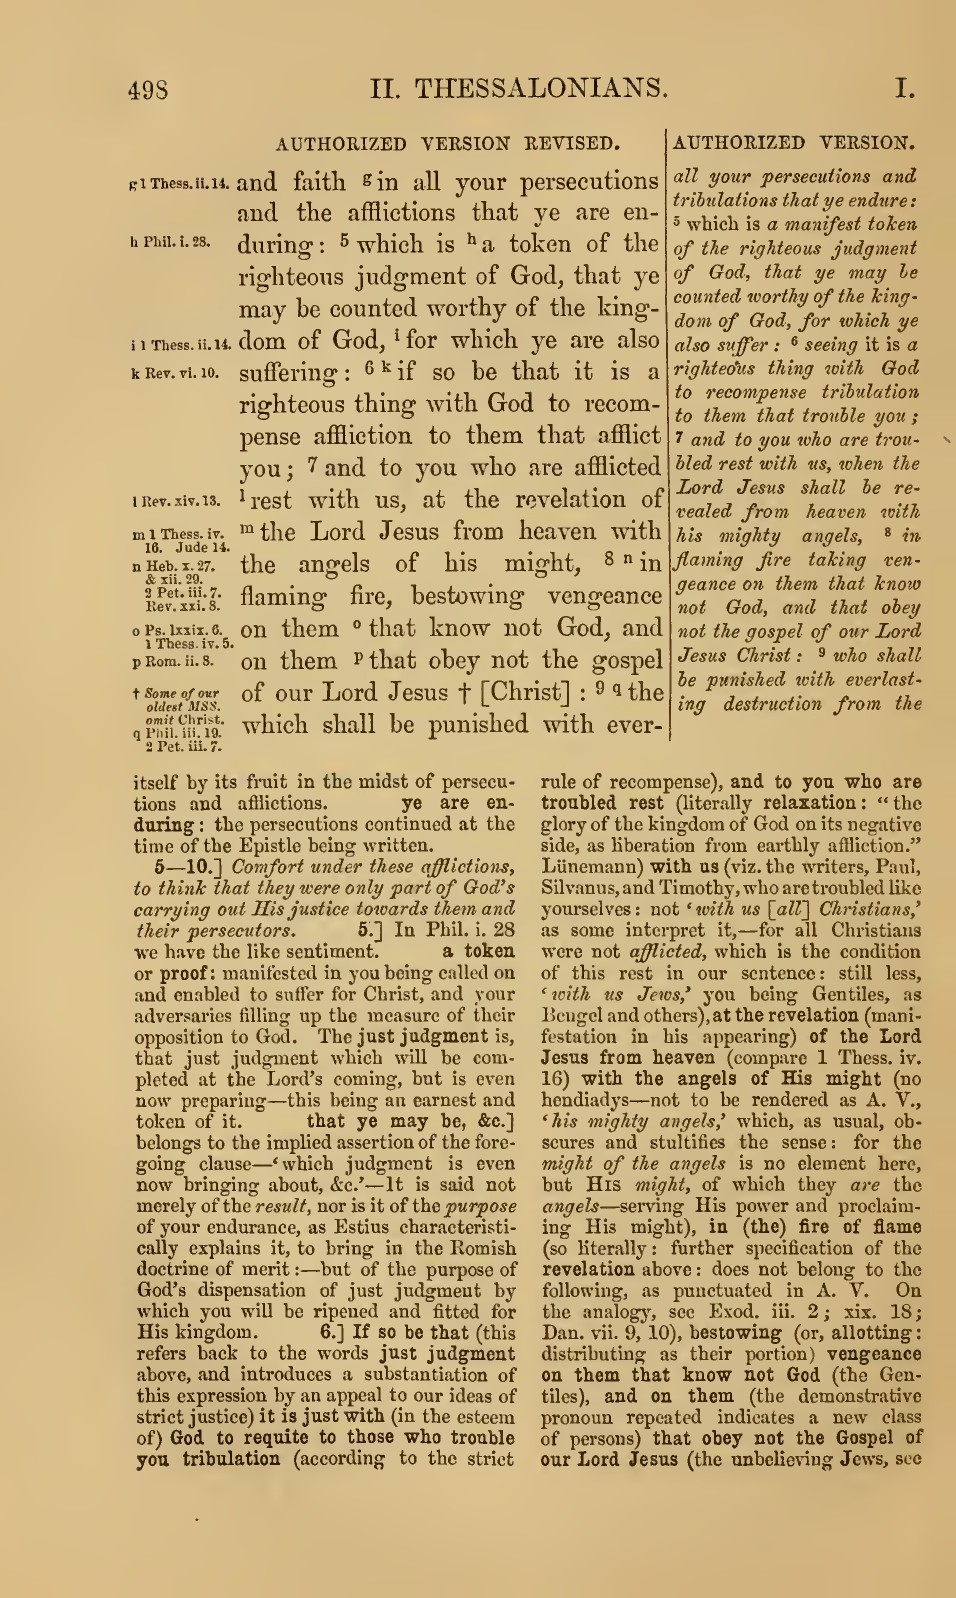 498 II. THESSALONIANS. I.
AUTHORIZED VERSION REVISED.
g 1 Thess. ii. 14. and faith g in all your persecutions
and the afflictions that ye are en-
h Phil. i. 28. during : 5 which is h a token of the
righteous judgment of God, that ye
may be counted worthy of the king-
i 1 Thess. ii. 14. dom of God, i for which ye are also
k Rev. vi. 10. suffering : 6 k if so be that it is a
righteous thing with God to recom-
pense affliction to them that afflict
you ; 7 and to you who are afflicted
l Rev. xiv. 13. l rest with us, at the revelation of
m 1 Thess. iv. m the Lord Jesus from heaven with
16. Jude 14.
n Heb. x. 27. the angels of his might, 8 n in
& xii. 29.
2 Pet. iii. 7. flaming fire, bestowing vengeance
Rev. xxi. 8.
o Ps. lxxix. 6. on them o that know not God, and
1 Thess. iv. 5.
p Rom. ii. 8. on them p that obey not the gospel
† Some of our of our Lord Jesus † [Christ] : 9 q the
oldest MSS.
omit Christ. which shall be punished with ever-
q Phil. iii. 19.
2 Pet. iii. 7.
AUTHORIZED VERSION.
all your persecutions and
tribulations that ye endure :
5 which is a manifest token
of the righteous judgment
of God, that ye may be
counted worthy of the king-
dom of God, for which ye
also suffer : 6 seeing it is a
righteous thing with God
to recompense tribulation
to them that trouble you ;
7 and to you who are trou-
bled rest with us, when the
Lord Jesus shall be re-
vealed from heaven with
his mighty angels, 8 in
flaming fire taking ven-
geance on them that know
not God, and that obey
not the gospel of our Lord
Jesus Christ : 9 who shall
be punished with everlast-
ing destruction from the
itself by its fruit in the midst of persecu-
tions and afflictions. ye are en-
during : the persecutions continued at the
time of the Epistle being written.
5—10.] Comfort under these afflictions,
to think that they were only part of God's
carrying out His justice towards them and
their persecutors. 5.] In Phil. i. 28
we have the like sentiment. a token
or proof : manifested in you being called on
and enabled to suffer for Christ, and your
adversaries filling up the measure of their
opposition to God. The just judgment is,
that just judgment which will be com-
pleted at the Lord's coming, but is even
now preparing—this being an earnest and
token of it. that ye may be, &c.]
belongs to the implied assertion of the fore-
going clause—‘which judgment is even
now bringing about, &c.’—It is said not
merely of the result, nor is it of the purpose
of your endurance, as Estius characteristi-
cally explains it, to bring in the Romish
doctrine of merit :—but of the purpose of
God's dispensation of just judgment by
which you will be ripened and fitted for
His kingdom. 6.] If so be that (this
refers back to the words just judgment
above, and introduces a substantiation of
this expression by an appeal to our ideas of
strict justice) it is just with (in the esteem
of) God to requite to those who trouble
you tribulation (according to the strict
rule of recompense), and to you who are
troubled rest (literally relaxation : “the
glory of the kingdom of God on its negative
side, as liberation from earthly affliction.”
Lünemann) with us (viz. the writers, Paul,
Silvanus, and Timothy, who are troubled like
yourselves : not ‘with us [all] Christians,’
as some interpret it,—for all Christians
were not afflicted, which is the condition
of this rest in our sentence : still less,
‘with us Jews,’ you being Gentiles, as
Bengel and others), at the revelation (mani-
festation in his appearing) of the Lord
Jesus from heaven (compare 1 Thess. iv.
16) with the angels of His might (no
hendiadys—not to be rendered as A. V.,
‘his mighty angels,’ which, as usual, ob-
scures and stultifies the sense : for the
might of the angels is no element here,
but HIS might, of which they are the
angels—serving His power and proclaim-
ing His might), in (the) fire of flame
(so literally : further specification of the
revelation above : does not belong to the
following, as punctuated in A. V. On
the analogy, see Exod. iii. 2 ; xix. 18 ;
Dan. vii. 9, 10), bestowing (or, allotting :
distributing as their portion) vengeance
on them that know not God (the Gen-
tiles), and on them (the demonstrative
pronoun repeated indicates a new class
of persons) that obey not the Gospel of
our Lord Jesus (the unbelieving Jews, see